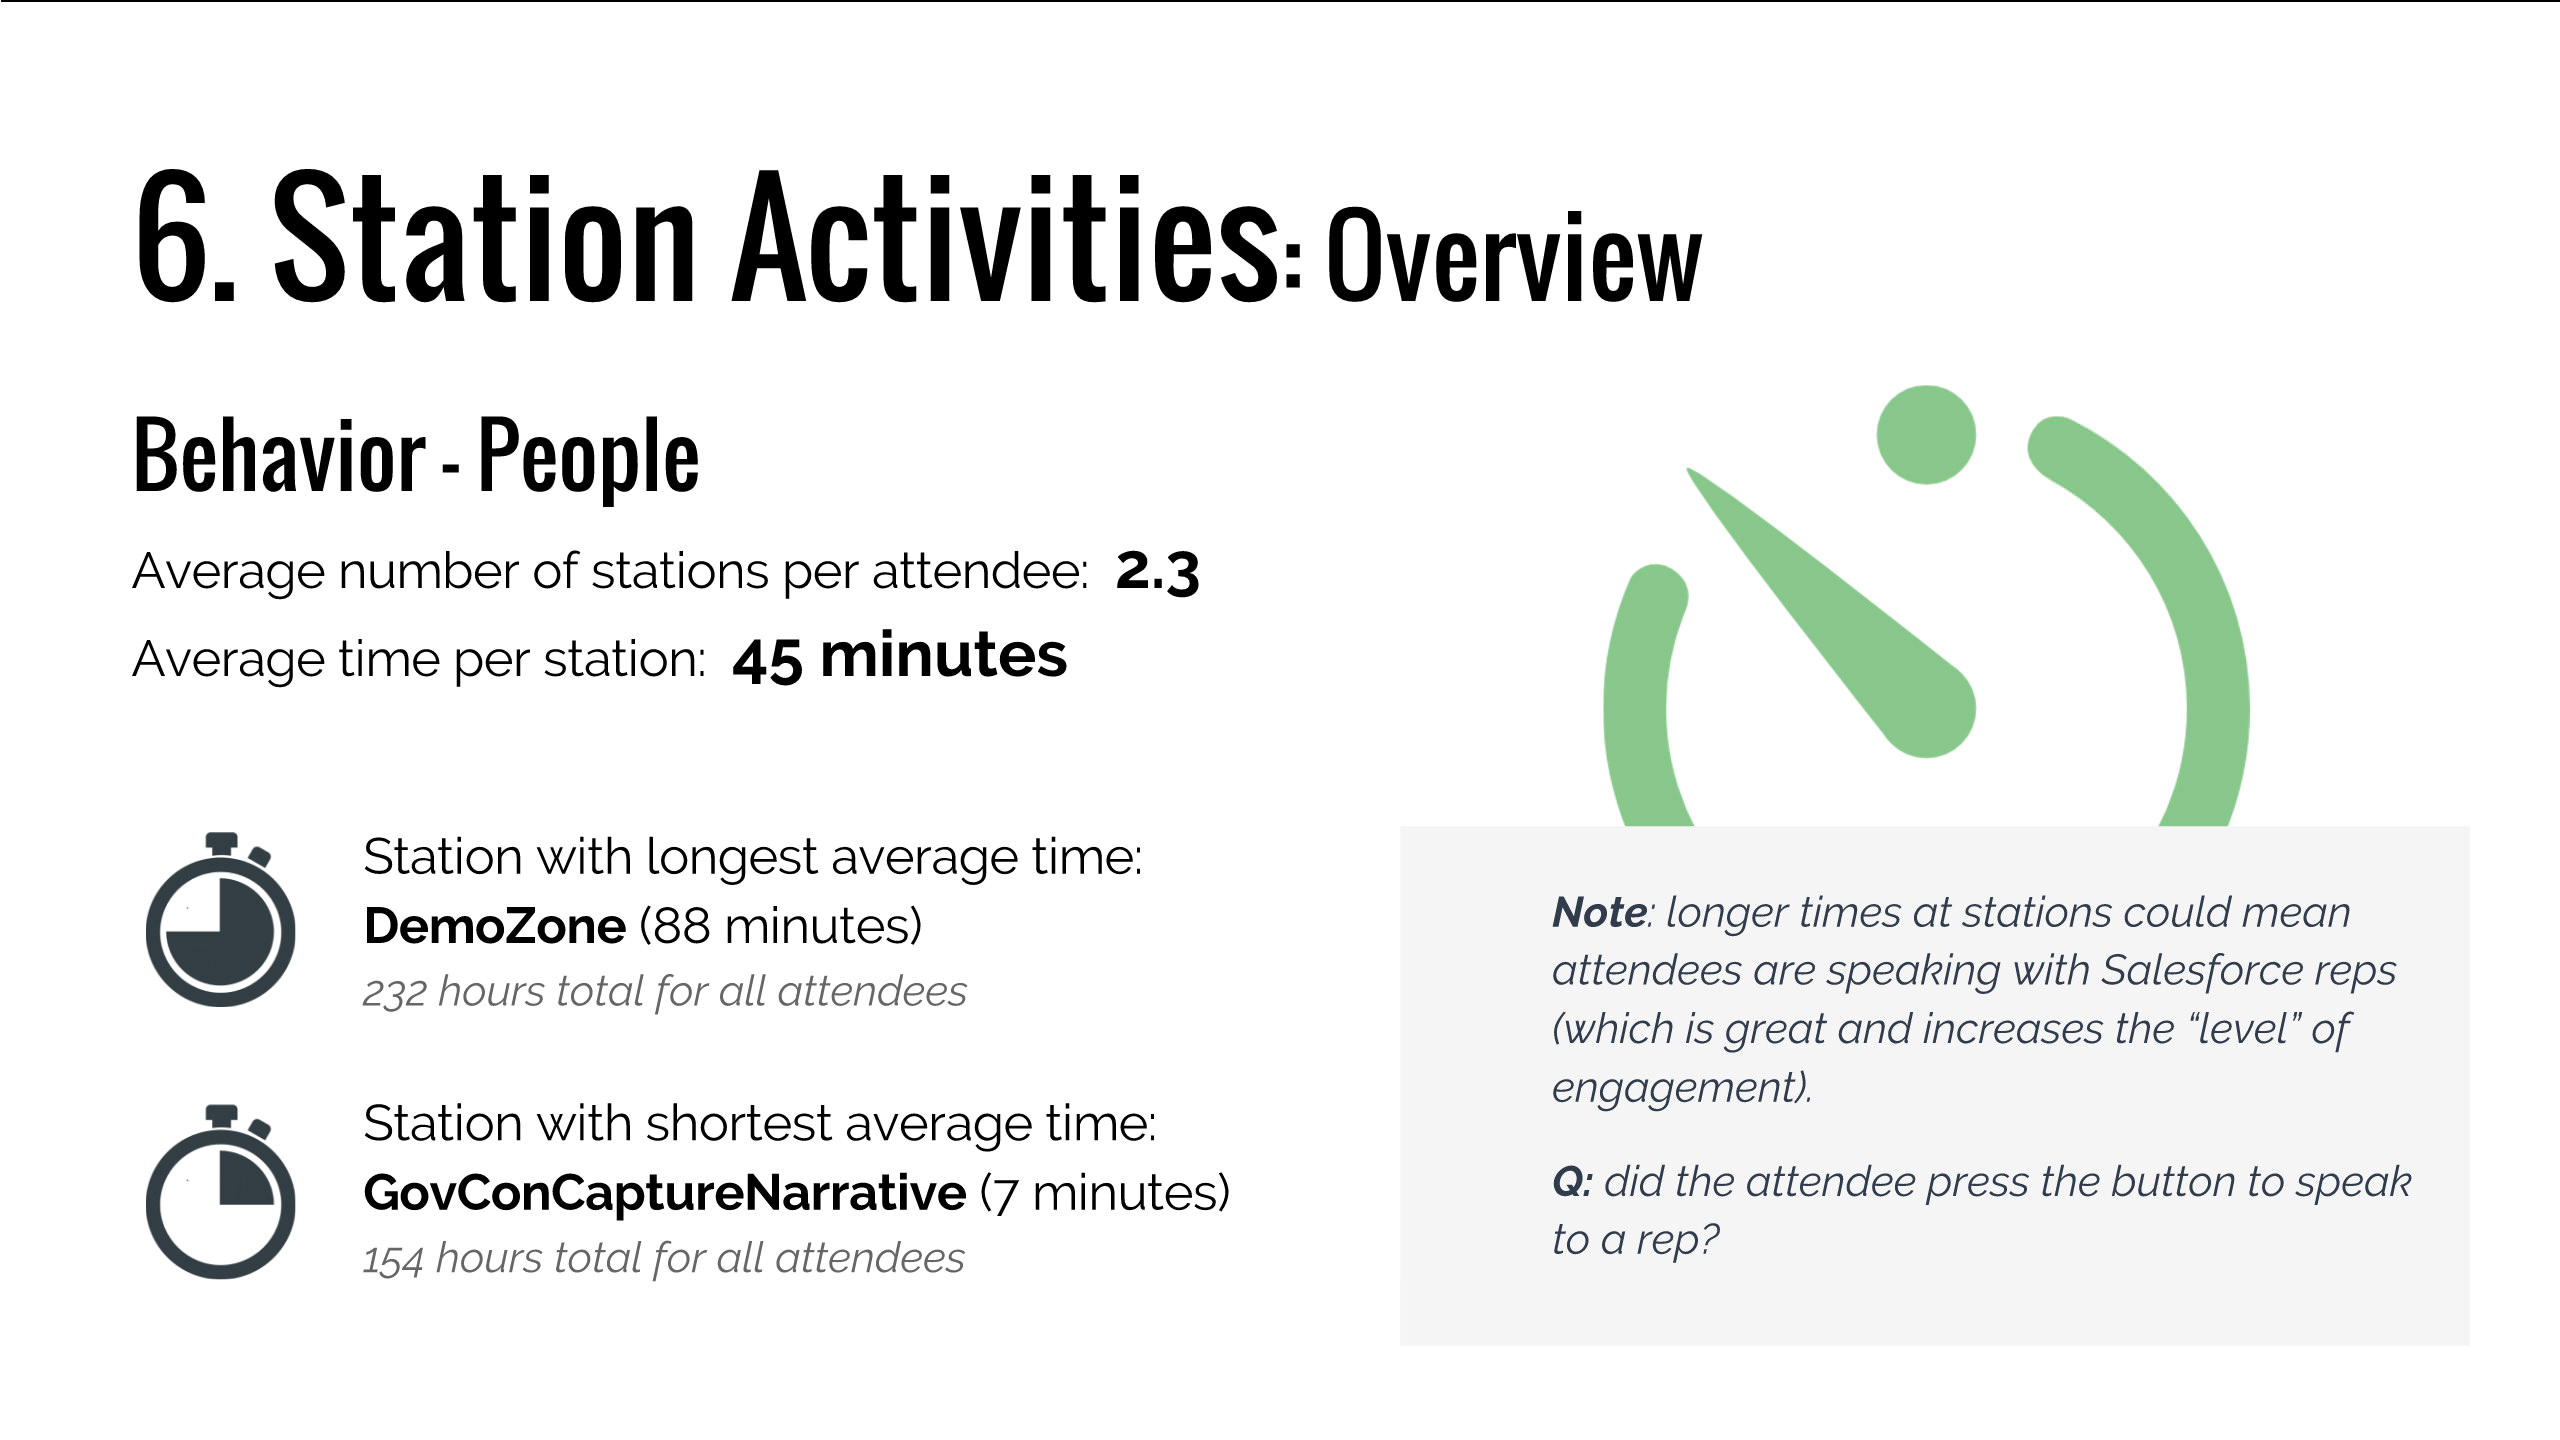 6. Station Activities: Overview
Behavior - People
Average number of stations per attendee: 2.3
Average time per station: 45 minutes
Station with longest average time:
DemoZone (88 minutes)
232 hours total for all attendees
Station with shortest average time:
GovConCaptureNarrative (7 minutes)
154 hours total for all attendees
Note: longer times at stations could mean
attendees are speaking with Salesforce reps
(which is great and increases the “level” of
engagement).
Q: did the attendee press the button to speak
to a rep?